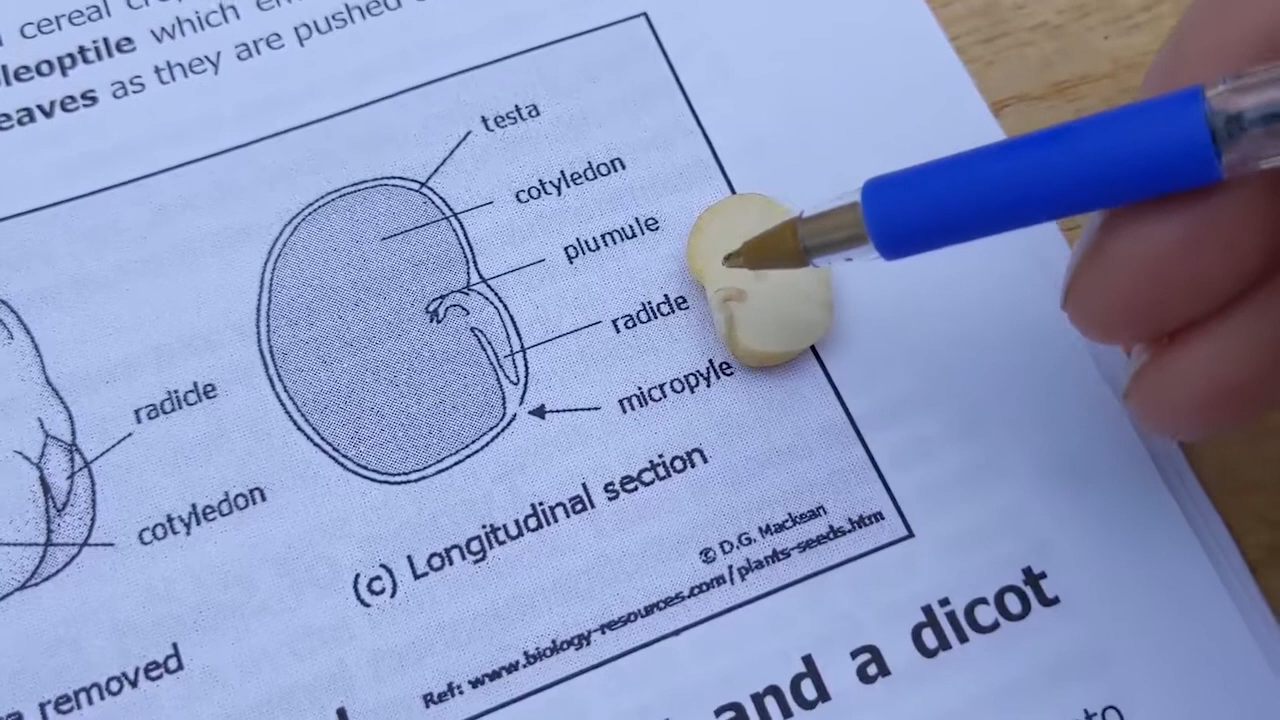 cereal
leoptile which
eaves as they are pushed
testa
cotyledon
plumule
radicle
micropyle
radicle
cotyledon
(c) Longitudinal section
© D.G. Mackean
Ref: www.biology-resources.com/plants-seeds.htm
removed
and a dicot
to